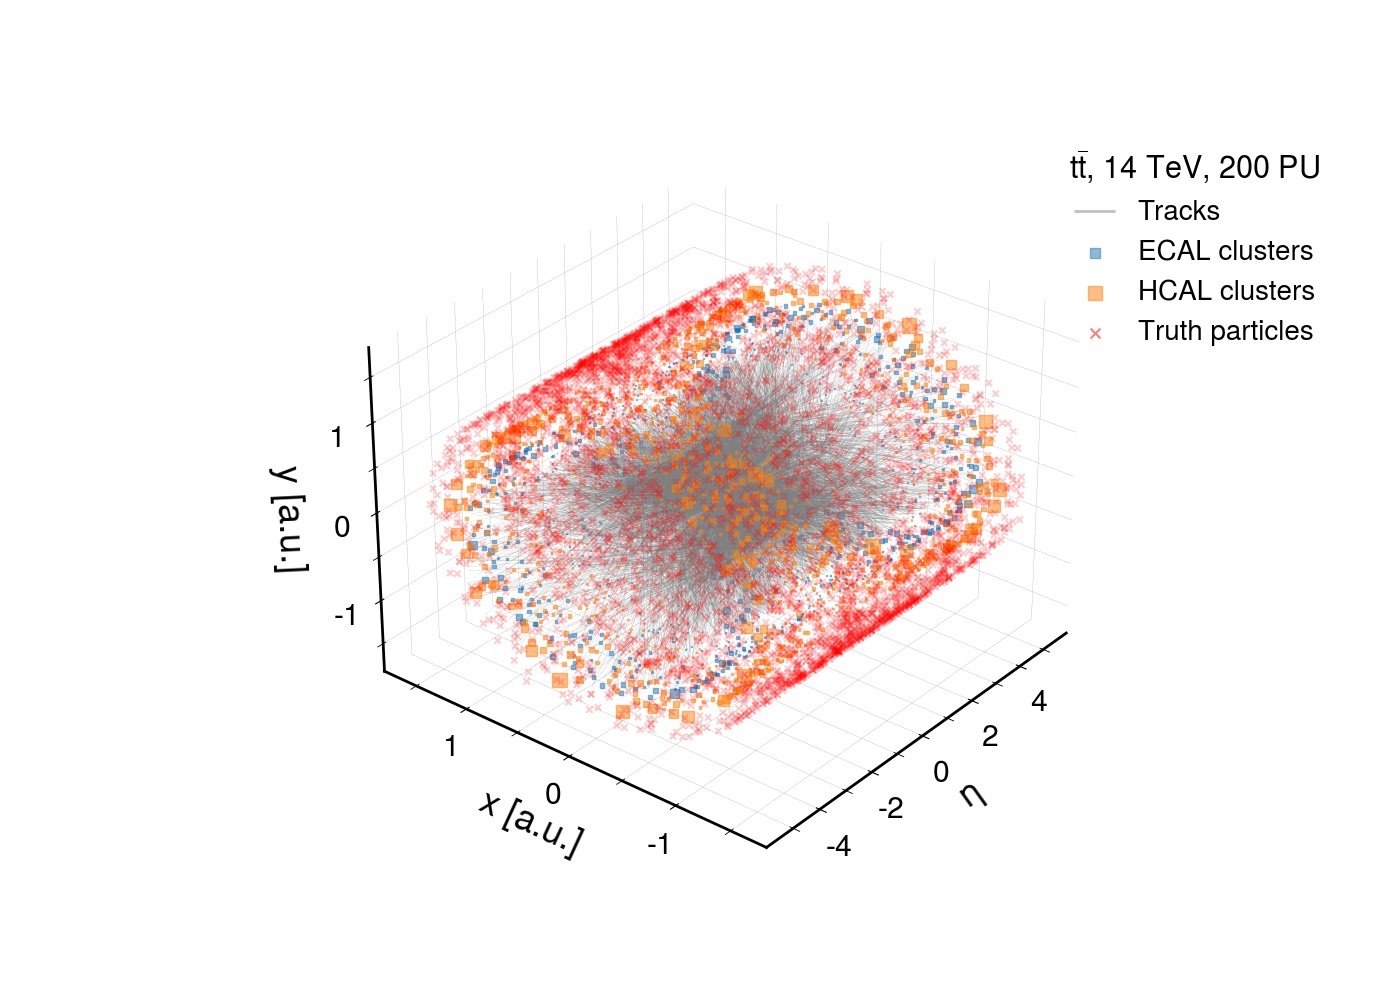 tt̄, 14 TeV, 200 PU
Tracks
ECAL clusters
HCAL clusters
Truth particles
1
0
-1
y [a.u.]
1
0
-1
x [a.u.]
-4
-2
0
2
4
η